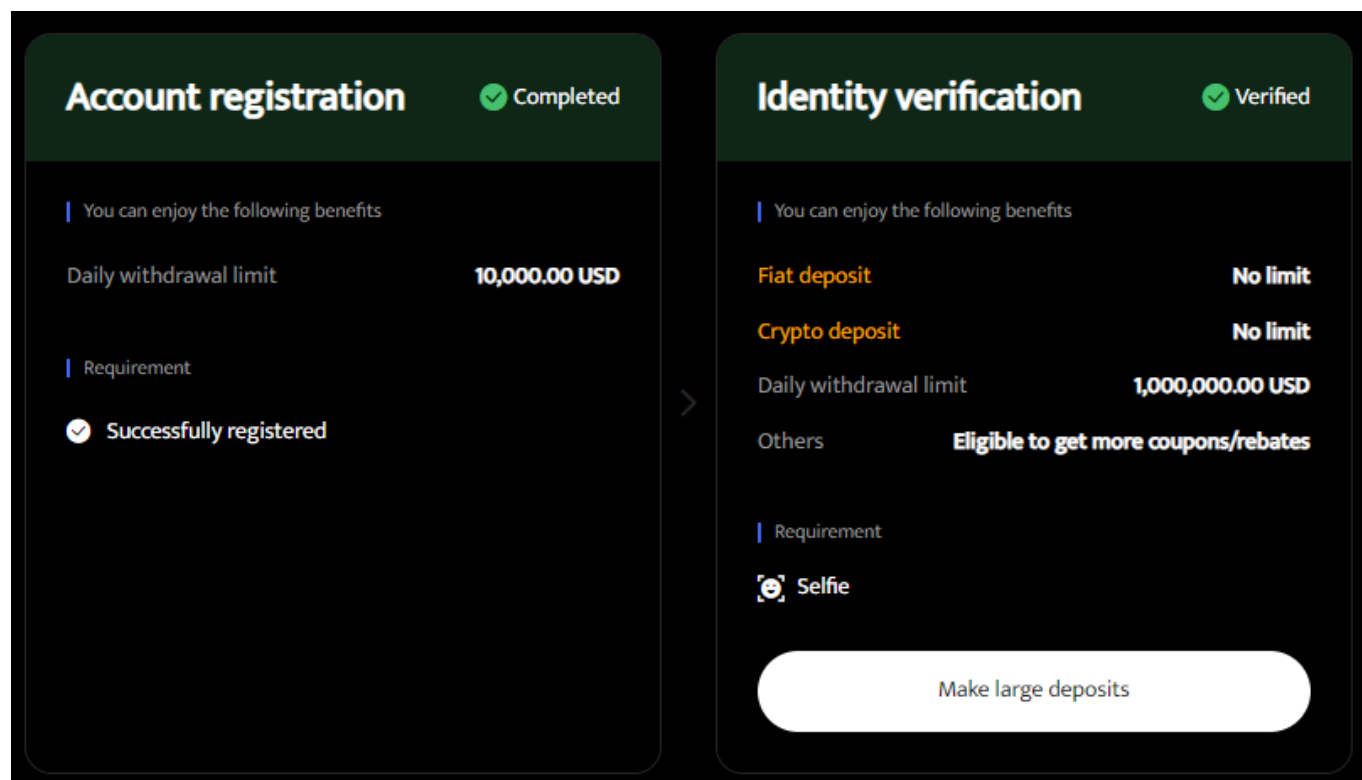 Account registration
Completed
You can enjoy the following benefits
Daily withdrawal limit
10,000.00 USD
Requirement
Successfully registered
Identity verification
Verified
You can enjoy the following benefits
Fiat deposit
No limit
Crypto deposit
No limit
Daily withdrawal limit
1,000,000.00 USD
Others
Eligible to get more coupons/rebates
Requirement
Selfie
Make large deposits